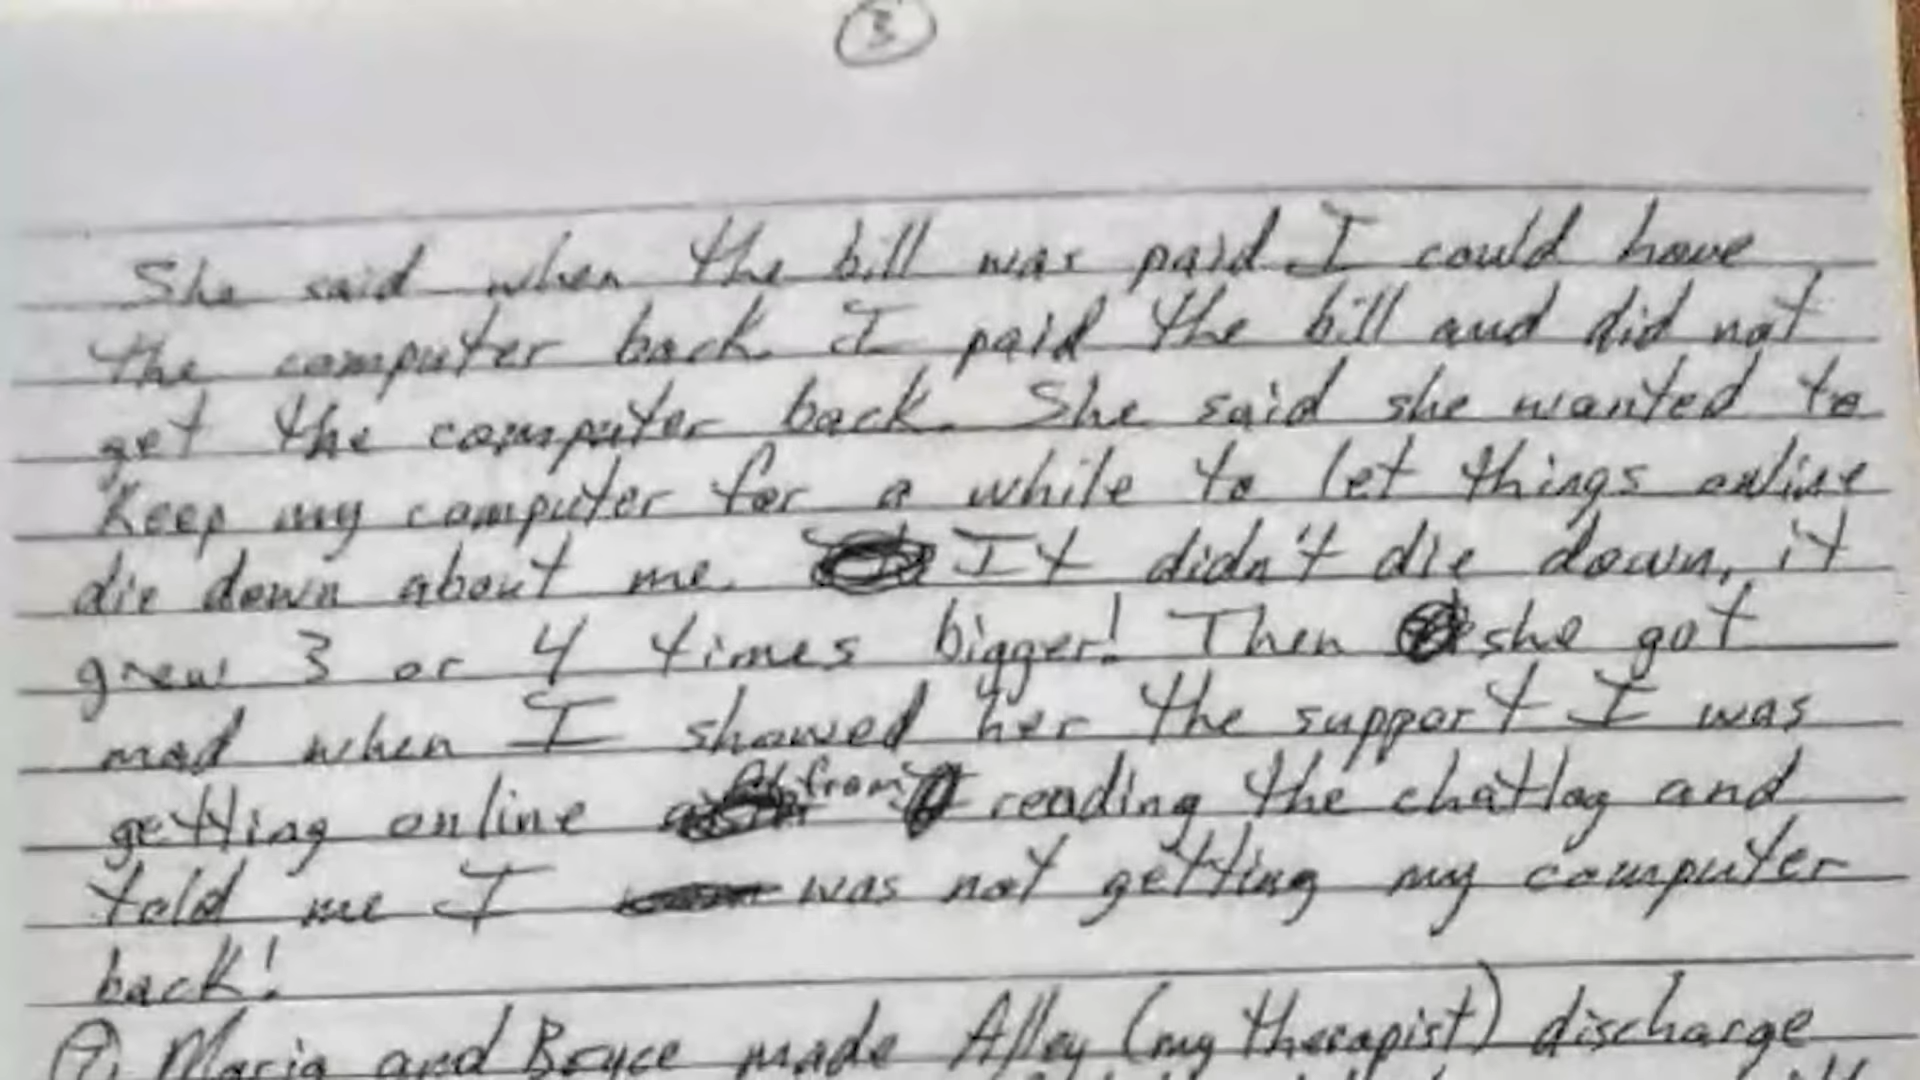 3
She said when the bill was paid I could have
the computer back. I paid the bill and did not
get the computer back. She said she wanted to
Keep my computer for a while to let things online
die down about me. It didn't die down, it
grew 3 or 4 times bigger! Then she got
mad when I showed her the support I was
getting online from reading the chatlog and
told me I was not getting my computer
back!
7 Maria and Bryce made Alley (my therapist) discharge